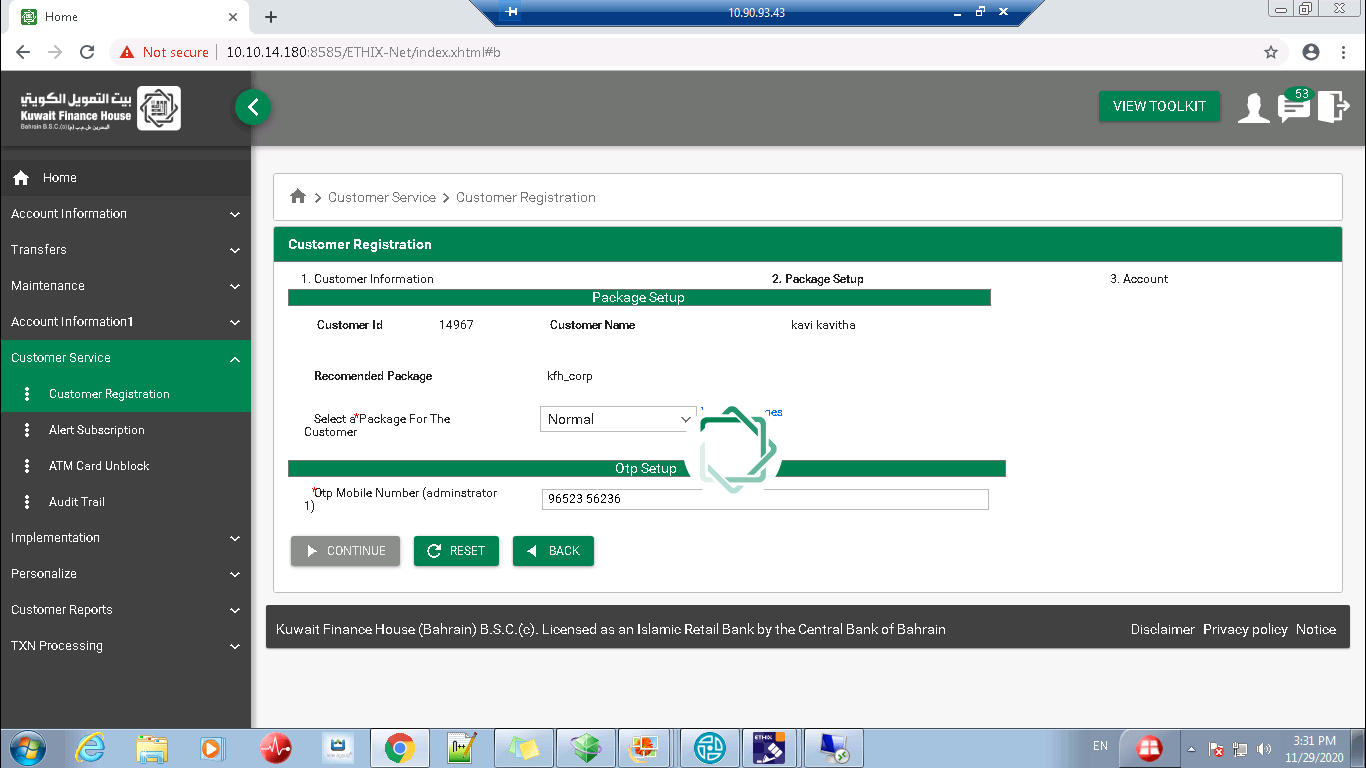 Home
10.90.93.43
Not secure
10.10.14.180:8585/ETHIX-Net/index.xhtml#b
بيت التمويل الكويتي
Kuwait Finance House
Bahrain B.S.C.(c) البحرين ش.م.ب (م)
VIEW TOOLKIT
53
Home
Account Information
Transfers
Maintenance
Account Information1
Customer Service
Customer Registration
Alert Subscription
ATM Card Unblock
Audit Trail
Implementation
Personalize
Customer Reports
TXN Processing
Customer Service
Customer Registration
Customer Registration
1. Customer Information
2. Package Setup
3. Account
Package Setup
Customer Id 14967 Customer Name kavi kavitha
Recomended Package kfh_corp
Select a*Package For The
Customer
Normal
Otp Setup
*Otp Mobile Number (adminstrator
1)
96523 56236
CONTINUE
RESET
BACK
Kuwait Finance House (Bahrain) B.S.C.(c). Licensed as an Islamic Retail Bank by the Central Bank of Bahrain
Disclaimer Privacy policy Notice
EN
3:31 PM
11/29/2020
ETHIX